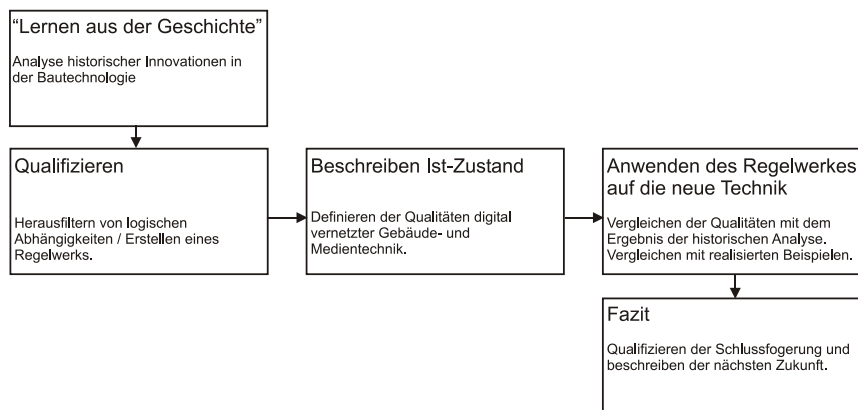 “Lernen aus der Geschichte”
Analyse historischer Innovationen in
der Bautechnologie
Qualifizieren
Herausfiltern von logischen
Abhängigkeiten / Erstellen eines
Regelwerks.
Beschreiben Ist-Zustand
Definieren der Qualitäten digital
vernetzter Gebäude- und
Medientechnik.
Anwenden des Regelwerkes
auf die neue Technik
Vergleichen der Qualitäten mit dem
Ergebnis der historischen Analyse.
Vergleichen mit realisierten Beispielen.
Fazit
Qualifizieren der Schlussfogerung und
beschreiben der nächsten Zukunft.